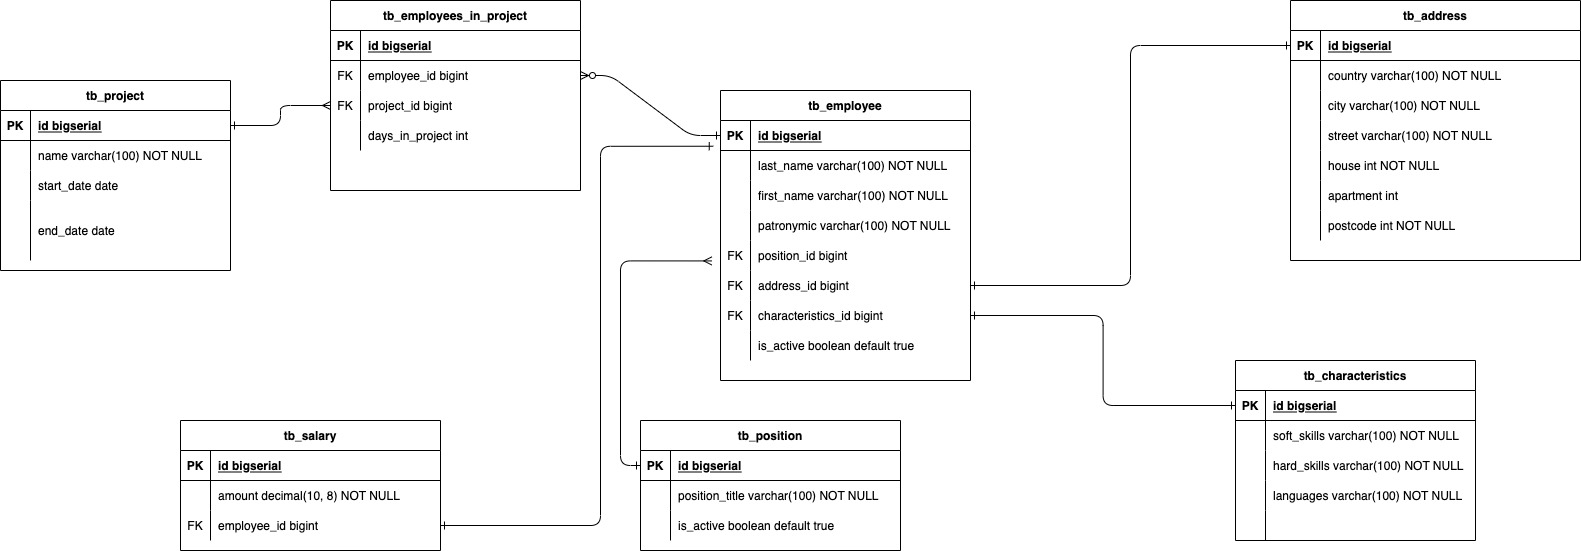 tb_employees_in_project
PK id bigserial
FK employee_id bigint
FK project_id bigint
days_in_project int
tb_address
PK id bigserial
country varchar(100) NOT NULL
city varchar(100) NOT NULL
street varchar(100) NOT NULL
house int NOT NULL
apartment int
postcode int NOT NULL
tb_project
PK id bigserial
name varchar(100) NOT NULL
start_date date
end_date date
tb_employee
PK id bigserial
last_name varchar(100) NOT NULL
first_name varchar(100) NOT NULL
patronymic varchar(100) NOT NULL
FK position_id bigint
FK address_id bigint
FK characteristics_id bigint
is_active boolean default true
tb_characteristics
PK id bigserial
soft_skills varchar(100) NOT NULL
hard_skills varchar(100) NOT NULL
languages varchar(100) NOT NULL
tb_salary
PK id bigserial
amount decimal(10, 8) NOT NULL
FK employee_id bigint
tb_position
PK id bigserial
position_title varchar(100) NOT NULL
is_active boolean default true